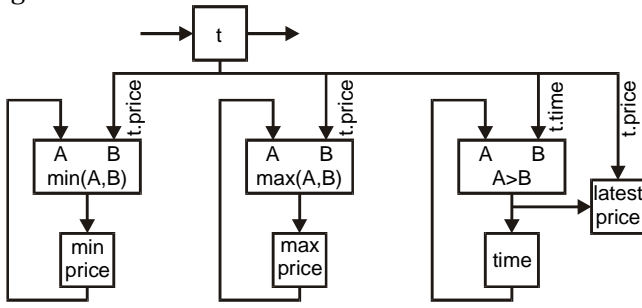 t
t.price
t.price
t.time
t.price
A B
min(A,B)
A B
max(A,B)
A B
A>B
latest
price
min
price
max
price
time